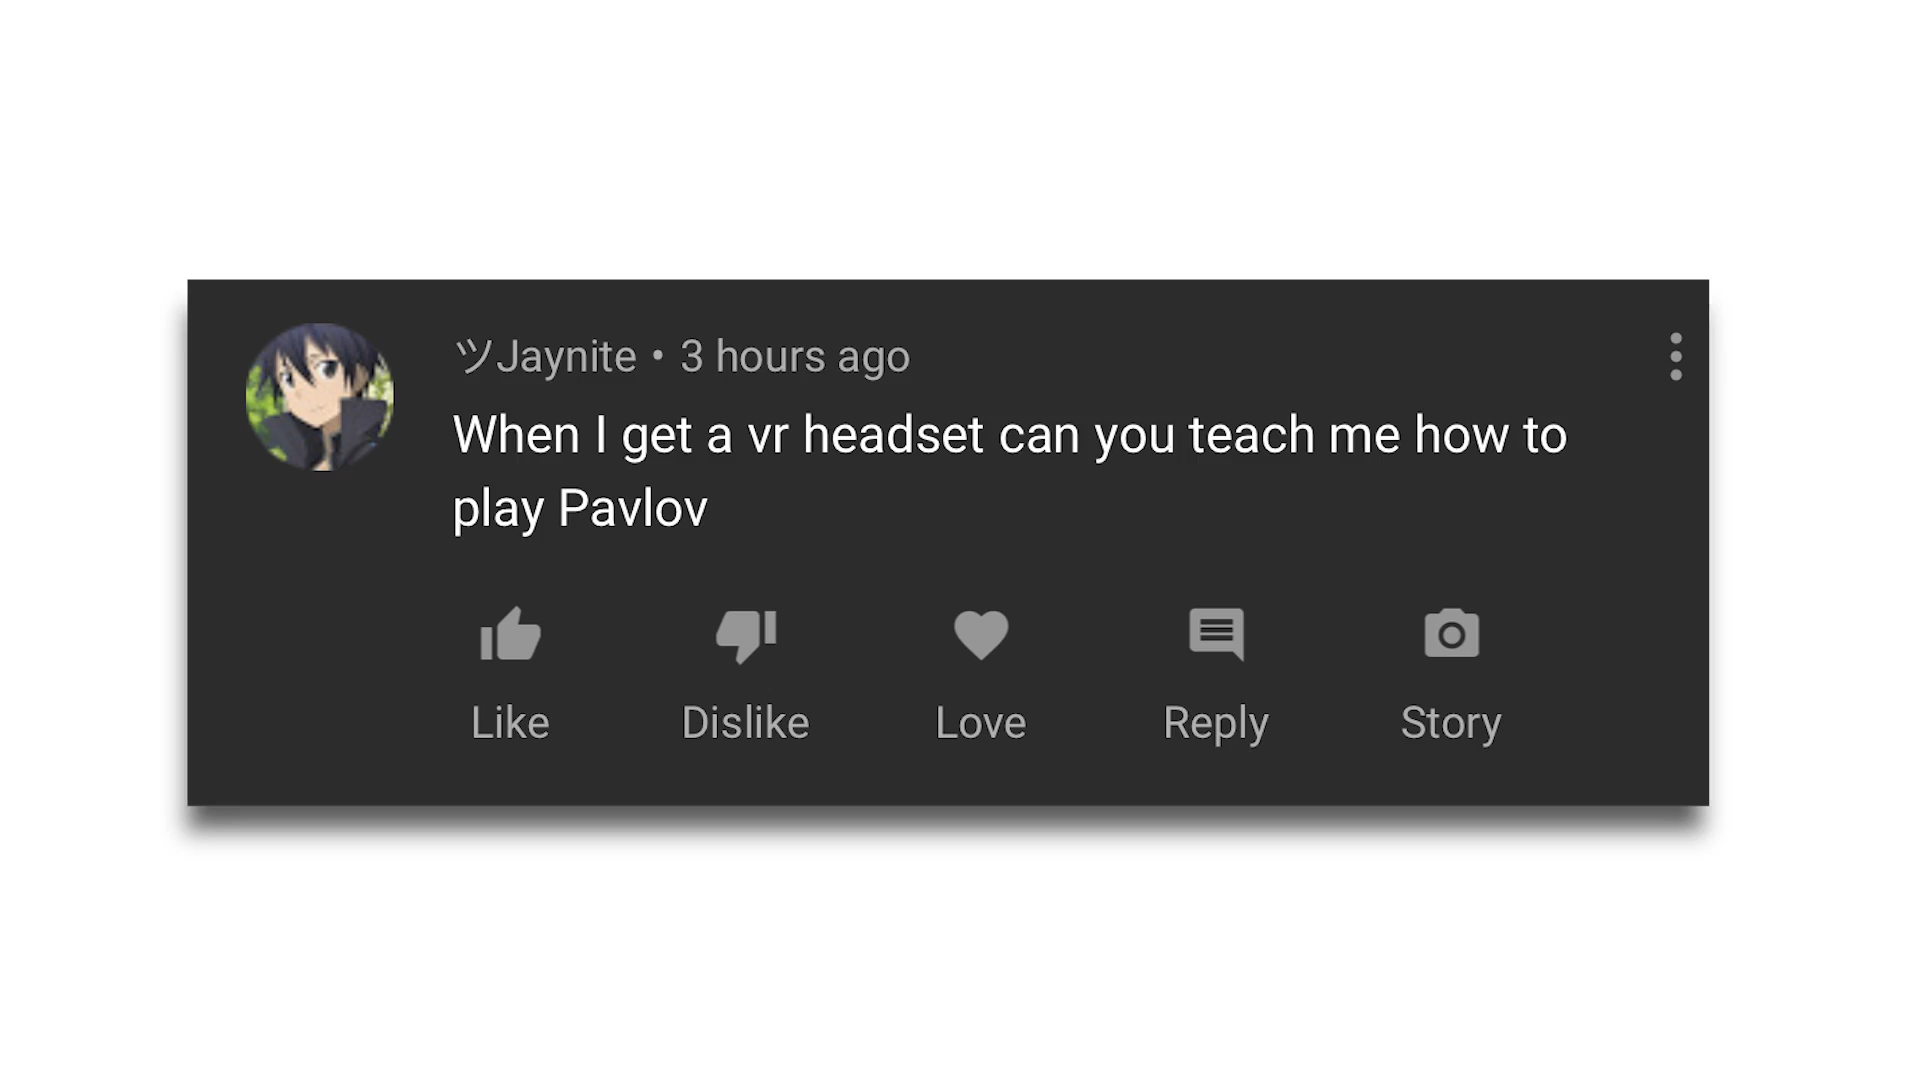 ツJaynite • 3 hours ago
When I get a vr headset can you teach me how to
play Pavlov
Like Dislike Love Reply Story